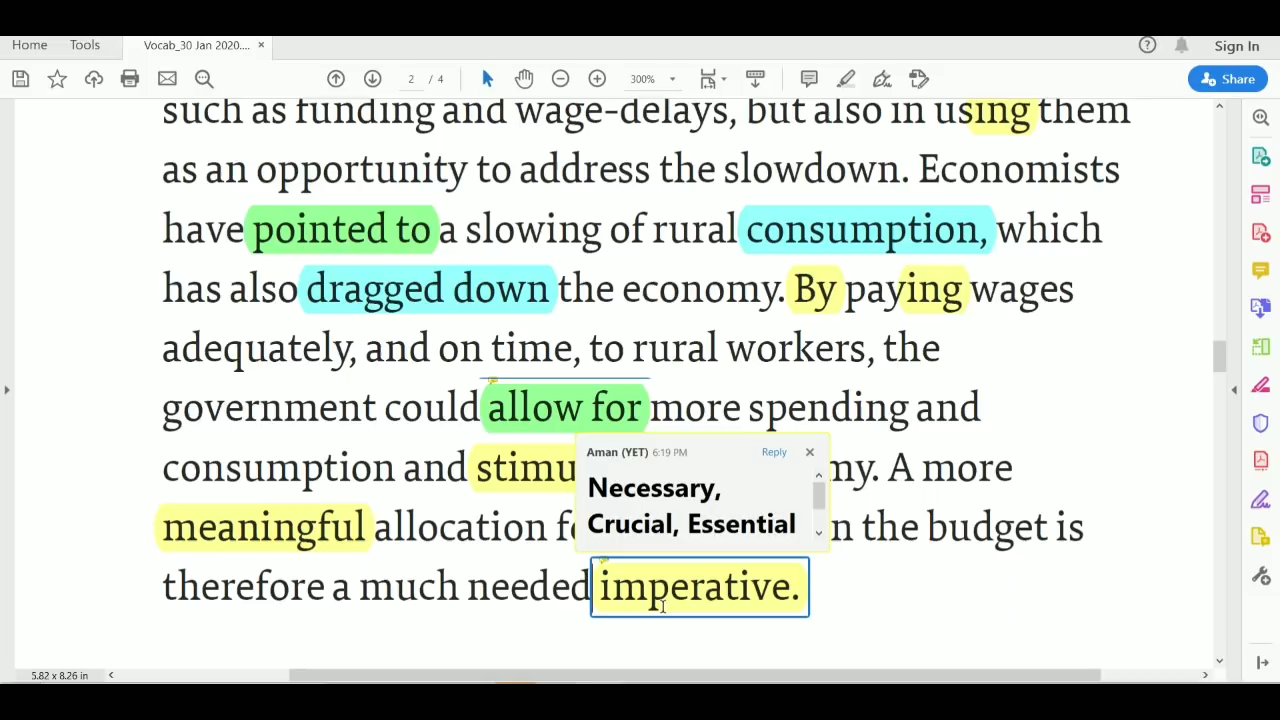 Home Tools Vocab_30 Jan 2020.... × Sign In
2 / 4 300% Share
such as funding and wage-delays, but also in using them
as an opportunity to address the slowdown. Economists
have pointed to a slowing of rural consumption, which
has also dragged down the economy. By paying wages
adequately, and on time, to rural workers, the
government could allow for more spending and
Aman (YET) 6:19 PM Reply ×
consumption and stimu my. A more
Necessary,
Crucial, Essential
meaningful allocation f n the budget is
therefore a much needed imperative.
5.82 x 8.26 in